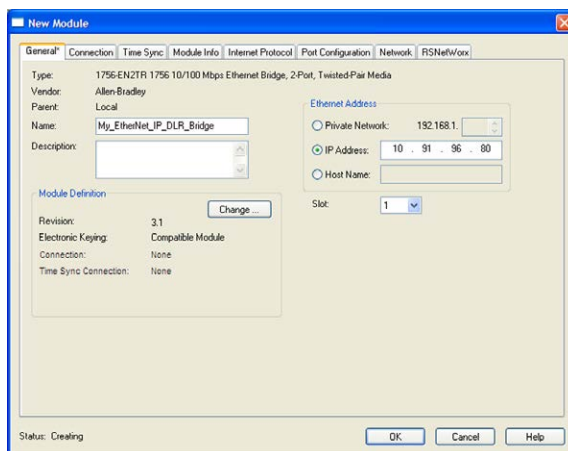 New Module
General* Connection Time Sync Module Info Internet Protocol Port Configuration Network RSNetWorx
Type: 1756-EN2TR 1756 10/100 Mbps Ethernet Bridge, 2-Port, Twisted-Pair Media
Vendor: Allen-Bradley
Parent: Local
Name: My_EtherNet_IP_DLR_Bridge
Description:
Ethernet Address
Private Network: 192.168.1.
IP Address: 10 . 91 . 96 . 80
Host Name:
Slot: 1
Module Definition
Change ...
Revision: 3.1
Electronic Keying: Compatible Module
Connection: None
Time Sync Connection: None
Status: Creating
OK Cancel Help